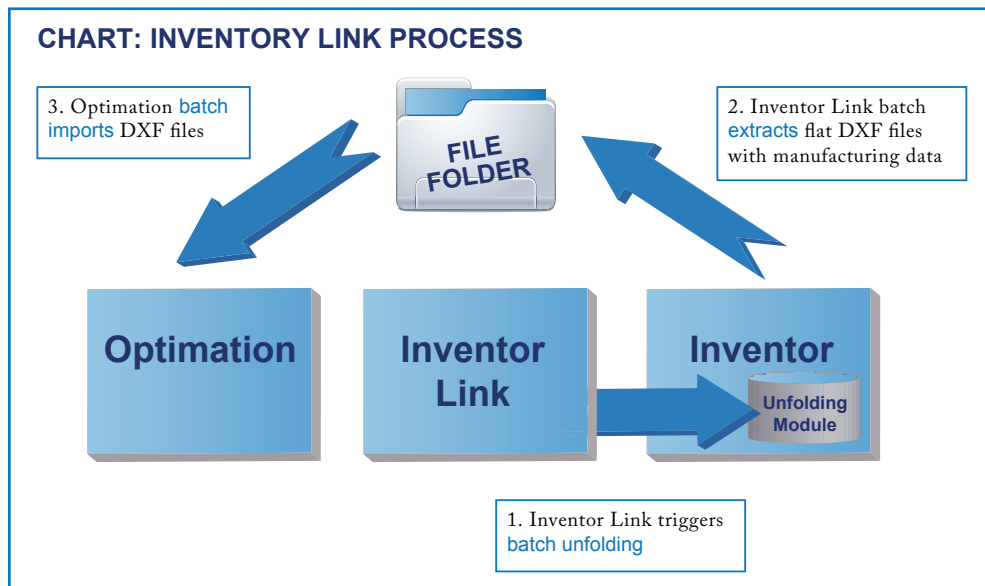 CHART: INVENTORY LINK PROCESS
3. Optimation batch
imports DXF files
FILE
FOLDER
2. Inventor Link batch
extracts flat DXF files
with manufacturing data
Optimation
Inventor
Link
Inventor
Unfolding
Module
1. Inventor Link triggers
batch unfolding